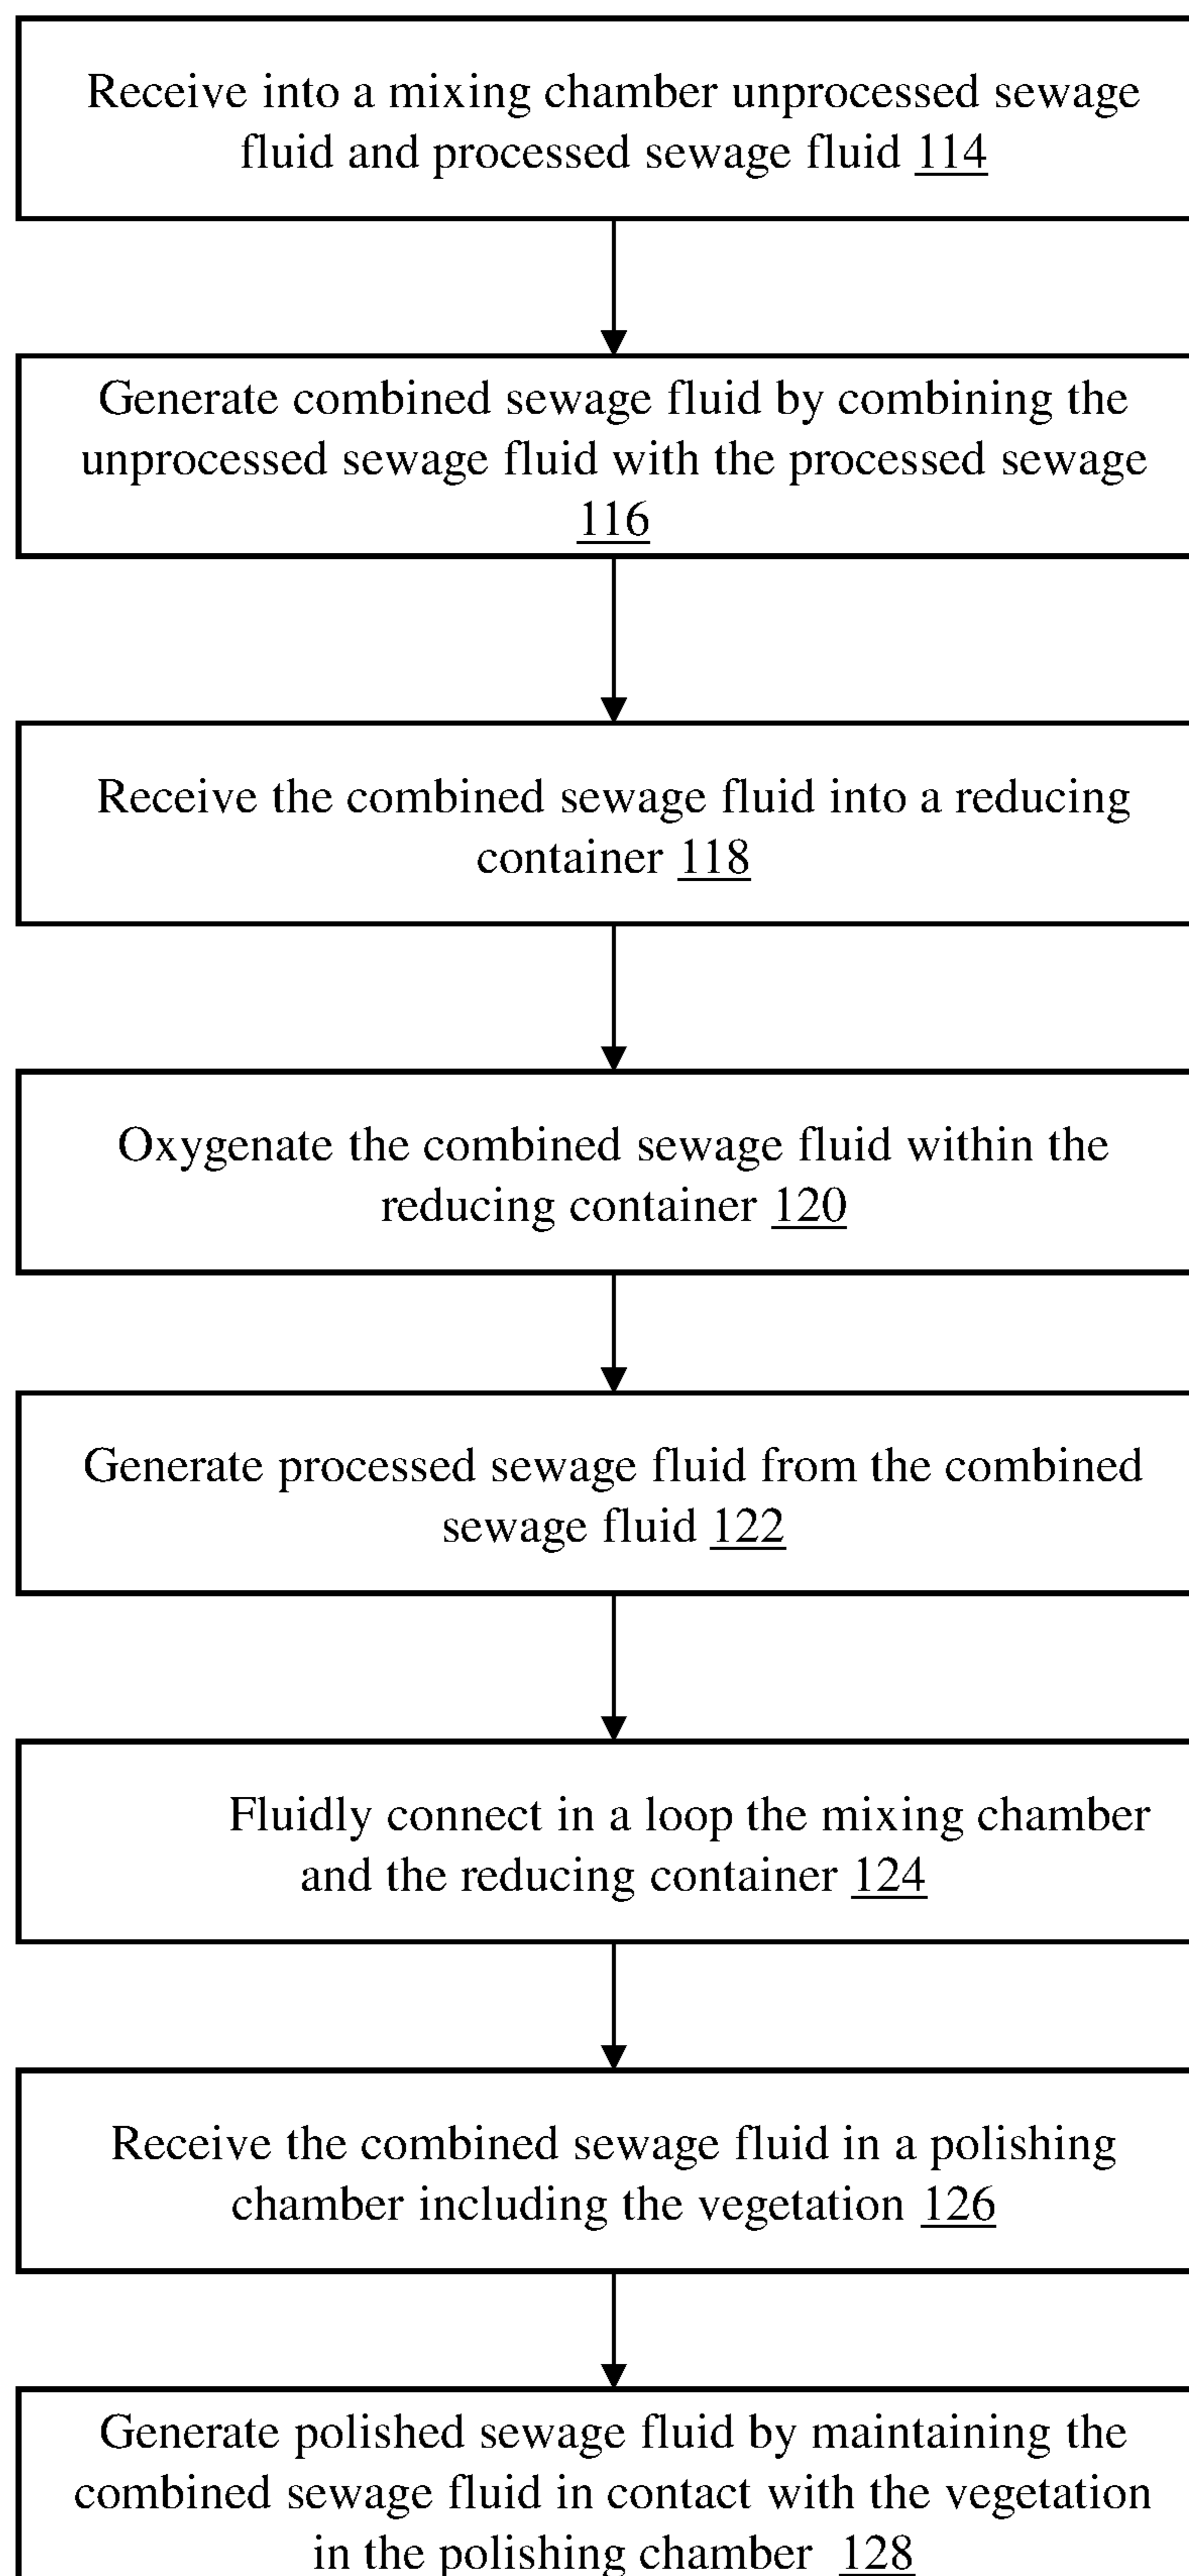 Receive into a mixing chamber unprocessed sewage
fluid and processed sewage fluid 114
Generate combined sewage fluid by combining the
unprocessed sewage fluid with the processed sewage
116
Receive the combined sewage fluid into a reducing
container 118
Oxygenate the combined sewage fluid within the
reducing container 120
Generate processed sewage fluid from the combined
sewage fluid 122
Fluidly connect in a loop the mixing chamber
and the reducing container 124
Receive the combined sewage fluid in a polishing
chamber including the vegetation 126
Generate polished sewage fluid by maintaining the
combined sewage fluid in contact with the vegetation
in the polishing chamber 128